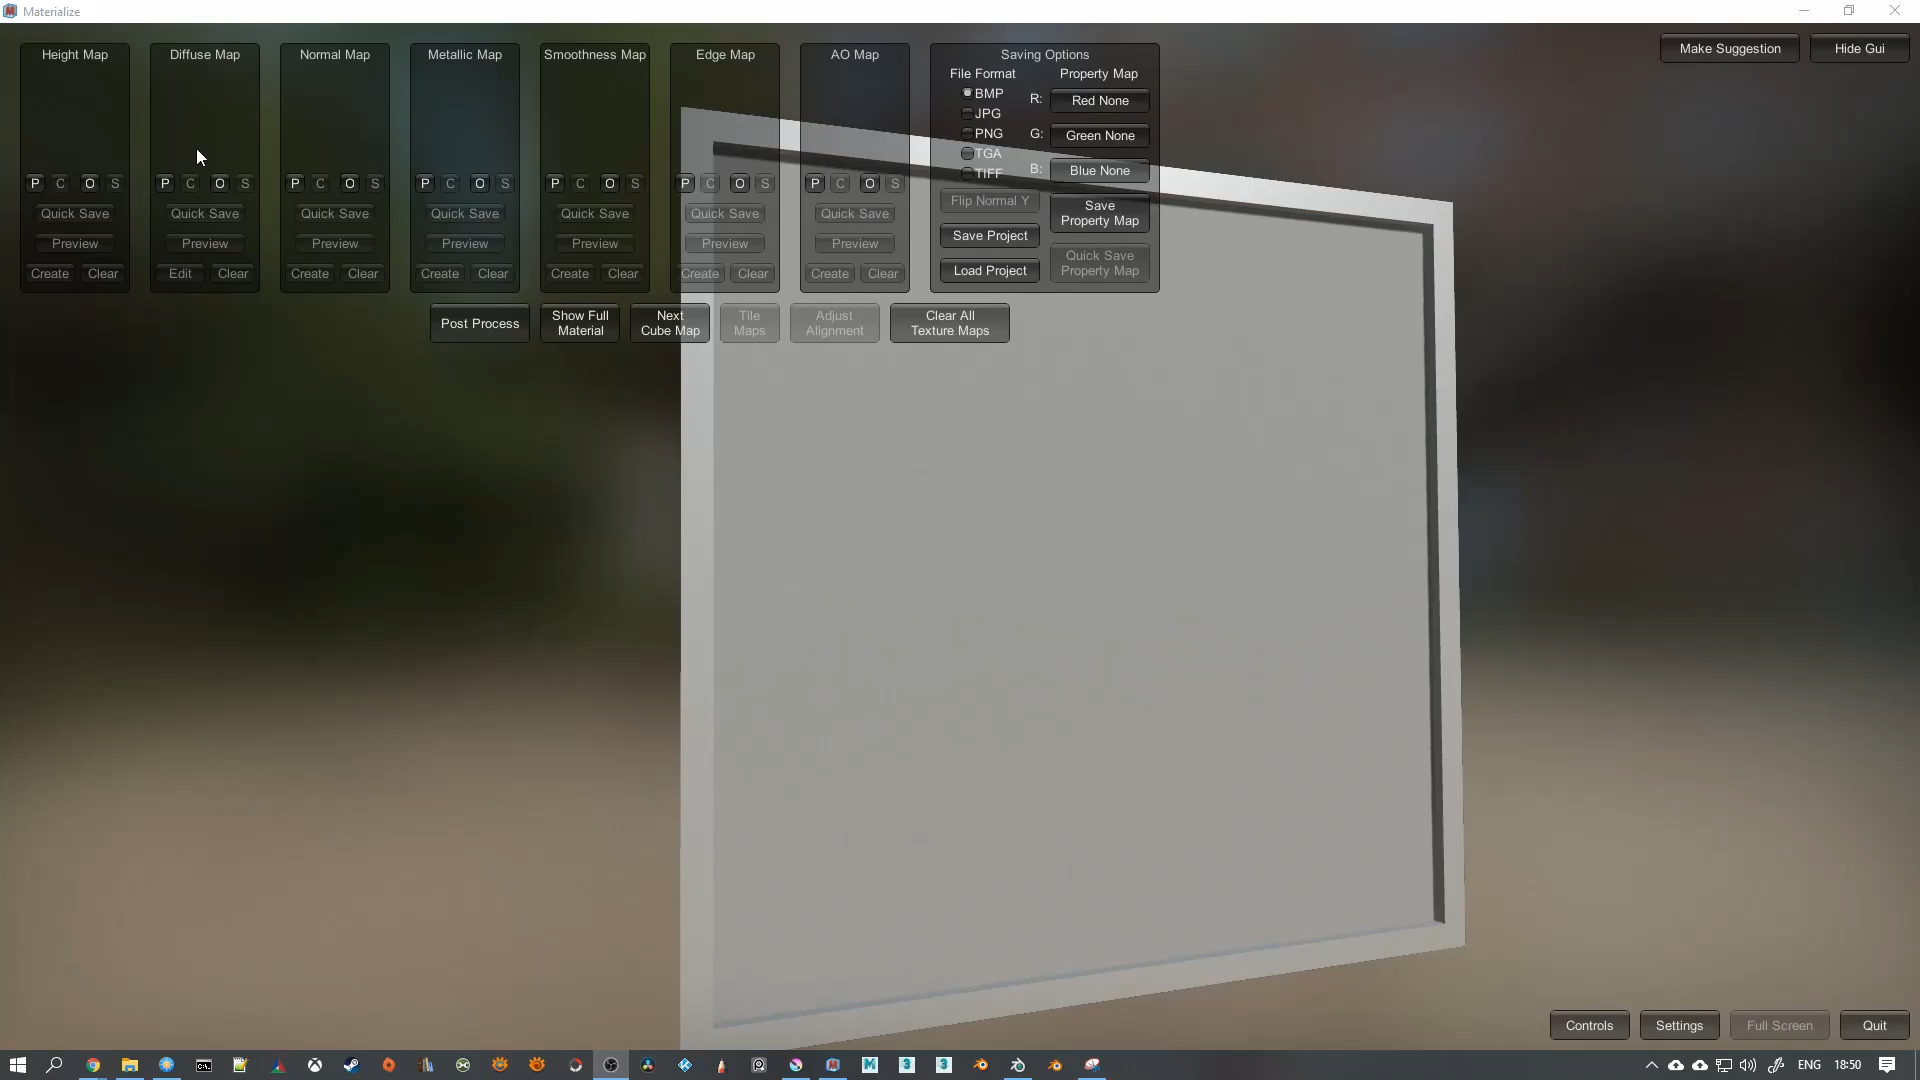 Materialize
Make Suggestion
Hide Gui
Height Map
Diffuse Map
Normal Map
Metallic Map
Smoothness Map
Edge Map
AO Map
Saving Options
File Format
Property Map
BMP
JPG
PNG
TGA
TIFF
R:
Red None
G:
Green None
B:
Blue None
P C O S
P C O S
P C O S
P C O S
P C O S
P C O S
P C O S
Quick Save
Quick Save
Quick Save
Quick Save
Quick Save
Quick Save
Quick Save
Flip Normal Y
Save
Property Map
Preview
Preview
Preview
Preview
Preview
Preview
Preview
Save Project
Quick Save
Property Map
Create Clear
Edit Clear
Create Clear
Create Clear
Create Clear
Create Clear
Create Clear
Load Project
Post Process
Show Full
Material
Next
Cube Map
Tile
Maps
Adjust
Alignment
Clear All
Texture Maps
Controls
Settings
Full Screen
Quit
ENG
18:50